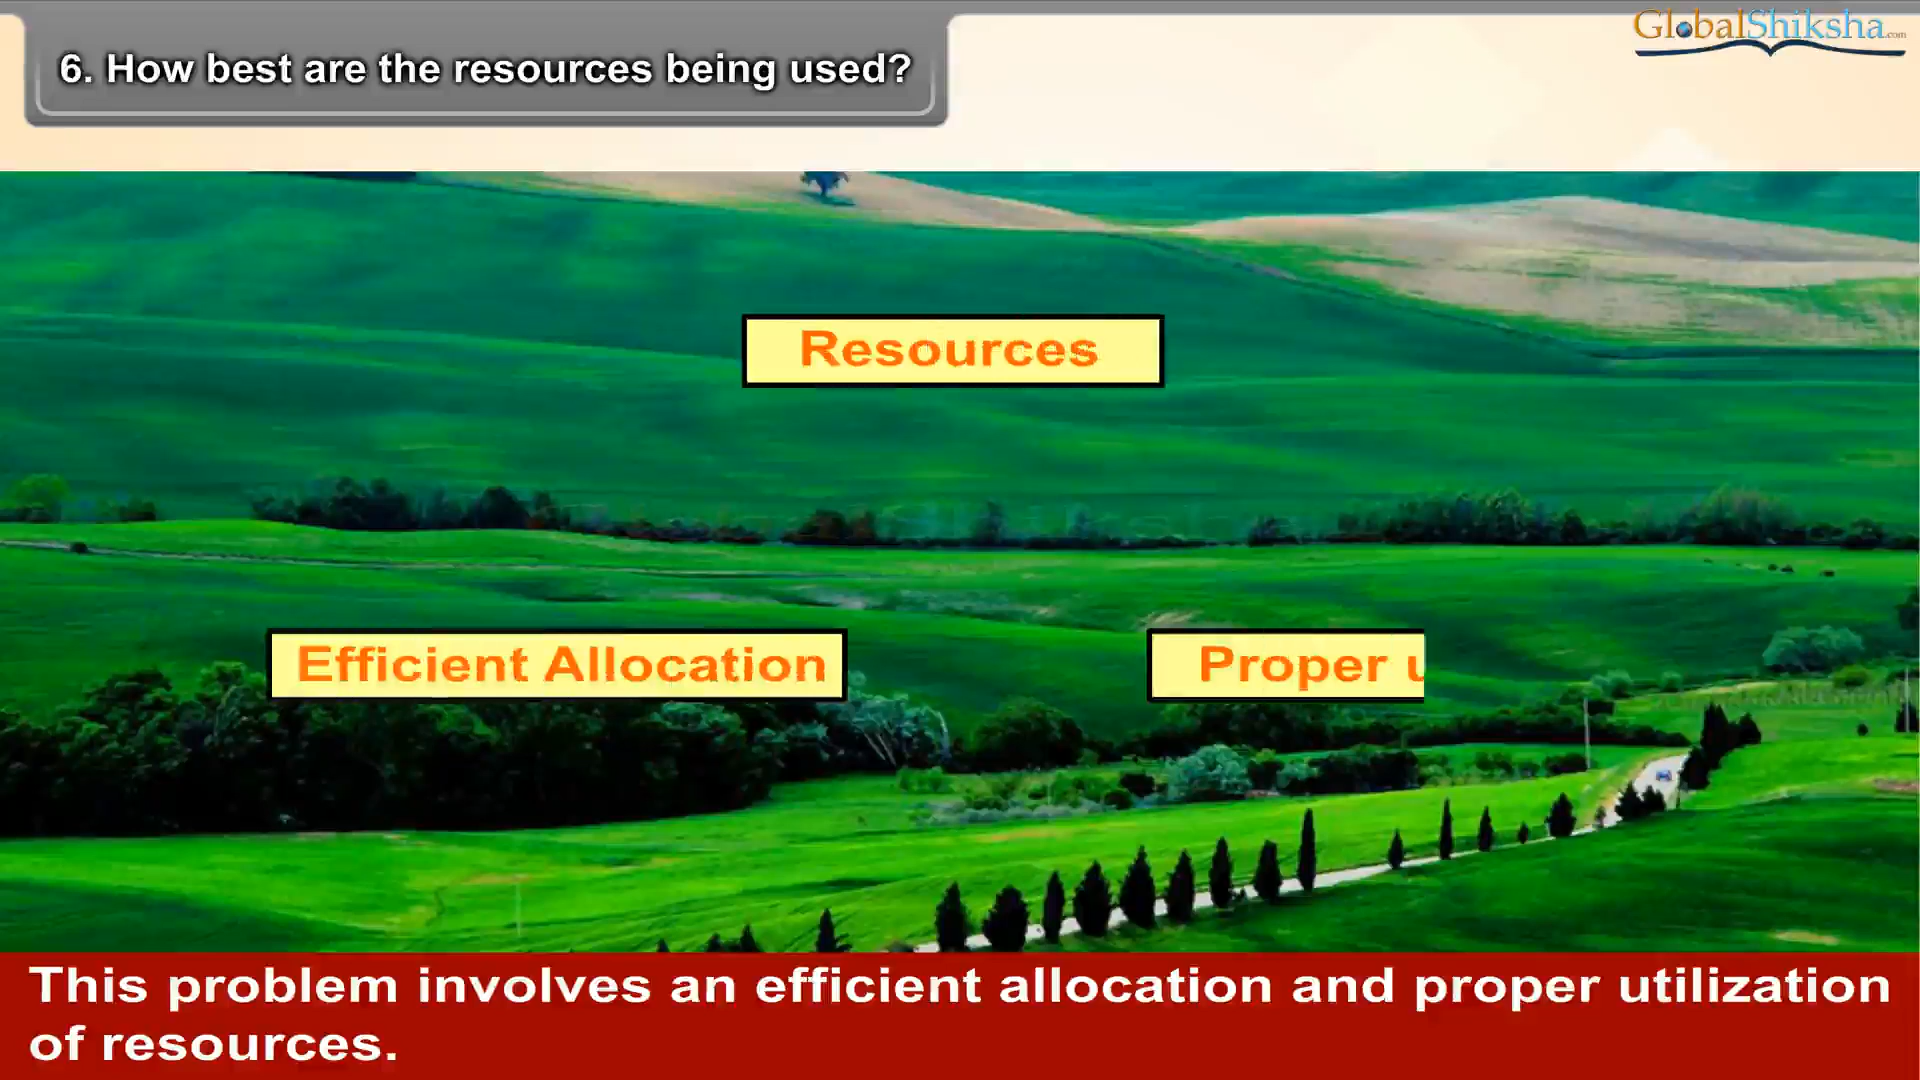 6. How best are the resources being used?
GlobalShiksha.com
Resources
Efficient Allocation
Proper u
This problem involves an efficient allocation and proper utilization
of resources.